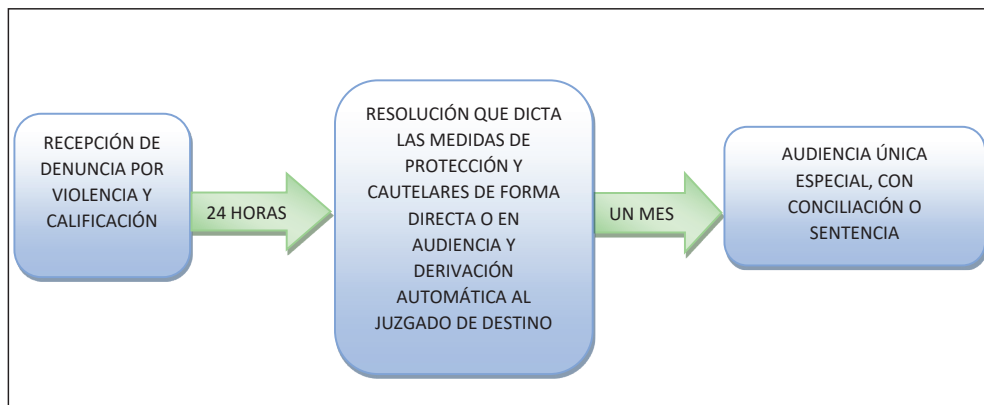 RECEPCIÓN DE
DENUNCIA POR
VIOLENCIA Y
CALIFICACIÓN
24 HORAS
RESOLUCIÓN QUE DICTA
LAS MEDIDAS DE
PROTECCIÓN Y
CAUTELARES DE FORMA
DIRECTA O EN
AUDIENCIA Y
DERIVACIÓN
AUTOMÁTICA AL
JUZGADO DE DESTINO
UN MES
AUDIENCIA ÚNICA
ESPECIAL, CON
CONCILIACIÓN O
SENTENCIA